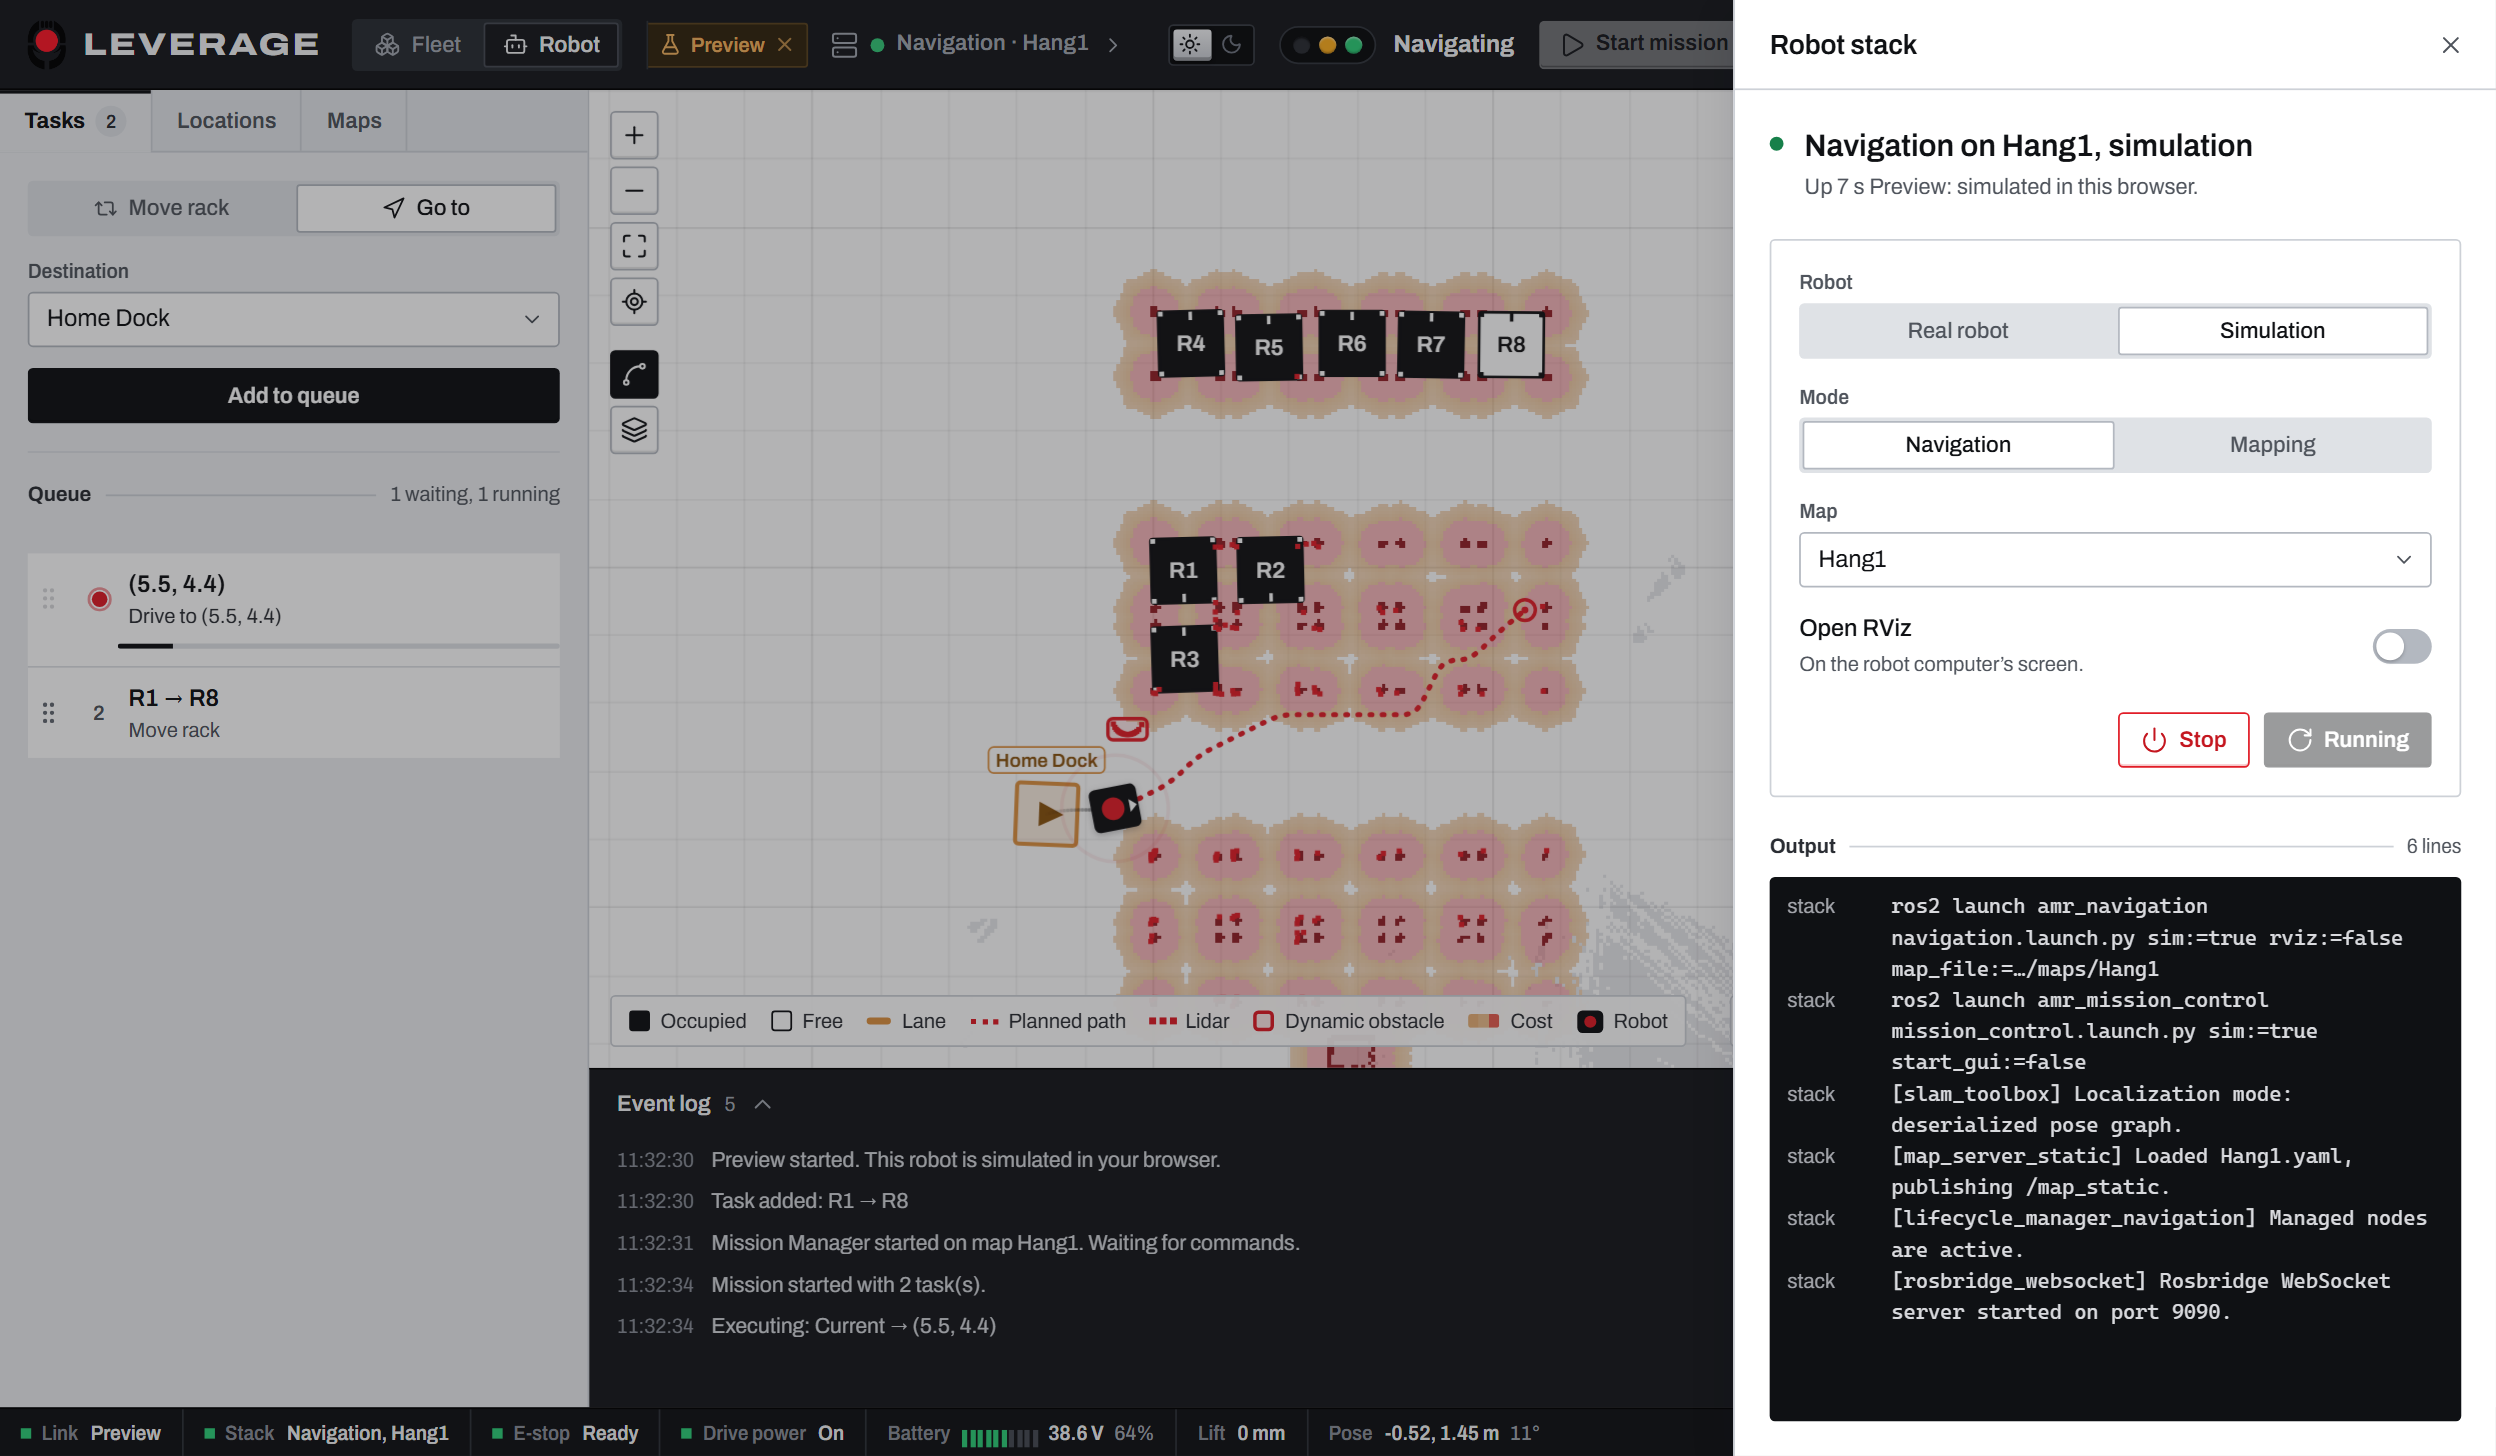 LEVERAGE
Fleet
Robot
Preview
Navigation · Hang1
Navigating
Start mission
Robot stack
Tasks 2
Locations
Maps
Move rack
Go to
Destination
Home Dock
Add to queue
Queue
1 waiting, 1 running
(5.5, 4.4)
Drive to (5.5, 4.4)
2
R1 → R8
Move rack
R4
R5
R6
R7
R8
R1
R2
R3
Home Dock
Occupied
Free
Lane
Planned path
Lidar
Dynamic obstacle
Cost
Robot
Event log 5
11:32:30 Preview started. This robot is simulated in your browser.
11:32:30 Task added: R1 → R8
11:32:31 Mission Manager started on map Hang1. Waiting for commands.
11:32:34 Mission started with 2 task(s).
11:32:34 Executing: Current → (5.5, 4.4)
Navigation on Hang1, simulation
Up 7 s Preview: simulated in this browser.
Robot
Real robot
Simulation
Mode
Navigation
Mapping
Map
Hang1
Open RViz
On the robot computer’s screen.
Stop
Running
Output
6 lines
stack ros2 launch amr_navigation
navigation.launch.py sim:=true rviz:=false
map_file:=…/maps/Hang1
stack ros2 launch amr_mission_control
mission_control.launch.py sim:=true
start_gui:=false
stack [slam_toolbox] Localization mode:
deserialized pose graph.
stack [map_server_static] Loaded Hang1.yaml,
publishing /map_static.
stack [lifecycle_manager_navigation] Managed nodes
are active.
stack [rosbridge_websocket] Rosbridge WebSocket
server started on port 9090.
Link Preview
Stack Navigation, Hang1
E-stop Ready
Drive power On
Battery 38.6 V 64%
Lift 0 mm
Pose -0.52, 1.45 m 11°